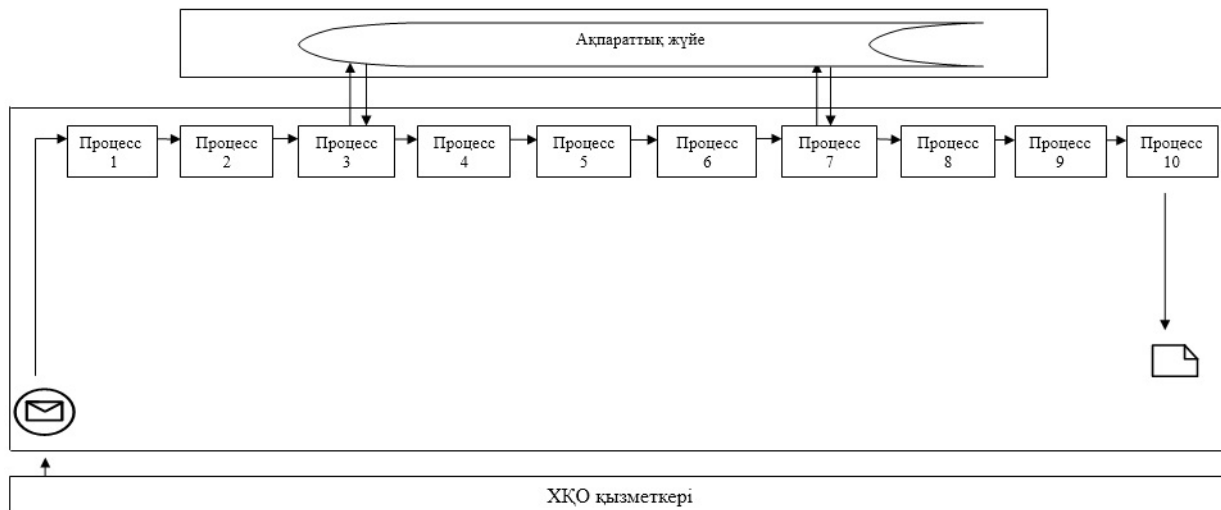 Ақпараттық жүйе
Процесс
1
Процесс
2
Процесс
3
Процесс
4
Процесс
5
Процесс
6
Процесс
7
Процесс
8
Процесс
9
Процесс
10
ХҚО қызметкері